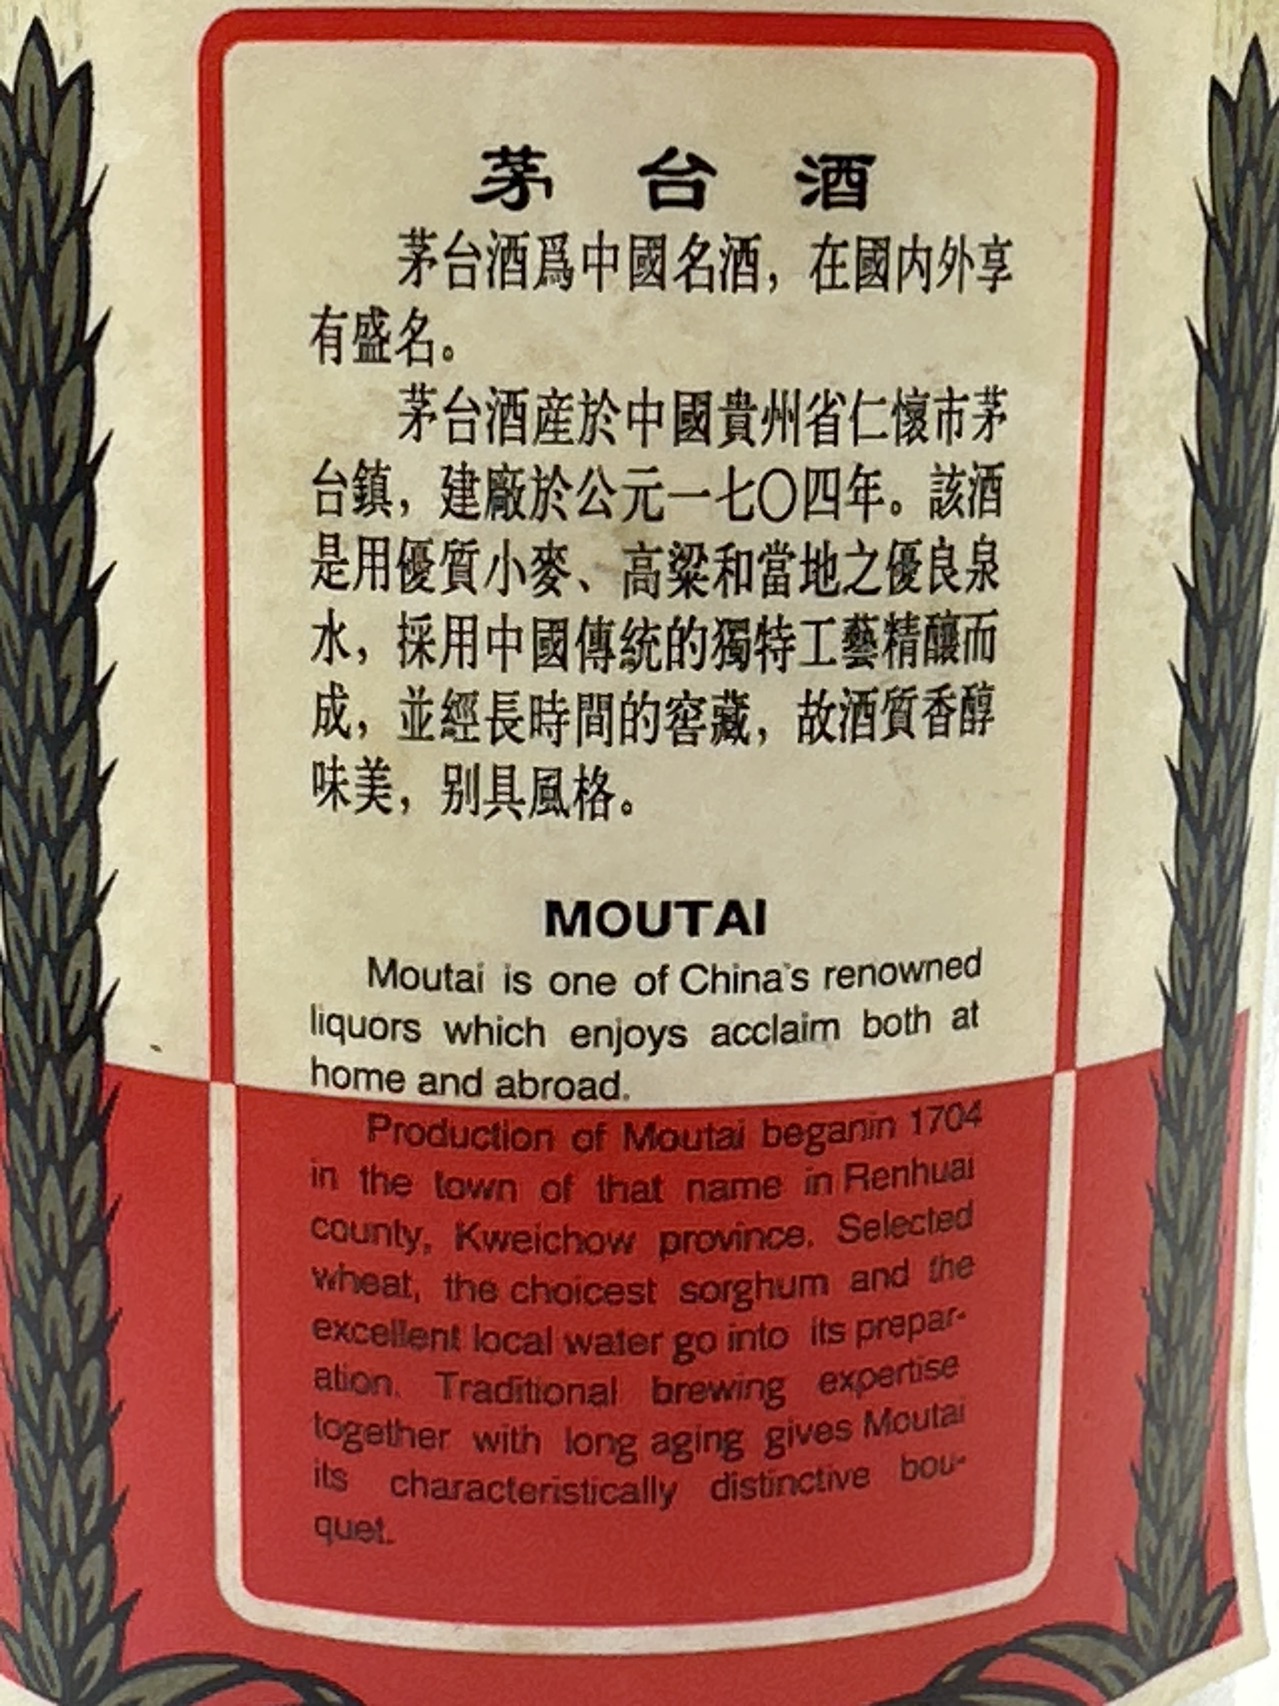 茅台酒
茅台酒爲中國名酒，在國内外享
有盛名。
茅台酒産於中國貴州省仁懷市茅
台鎮，建廠於公元一七〇四年。該酒
是用優質小麥、高粱和當地之優良泉
水，採用中國傳統的獨特工藝精釀而
成，並經長時間的窖藏，故酒質香醇
味美，别具風格。
MOUTAI
Moutai is one of China's renowned
liquors which enjoys acclaim both at
home and abroad.
Production of Moutai beganin 1704
in the town of that name in Renhuai
county, Kweichow province. Selected
wheat, the choicest sorghum and the
excellent local water go into its prepar-
ation. Traditional brewing expertise
together with long aging gives Moutai
its characteristically distinctive bou-
quet.